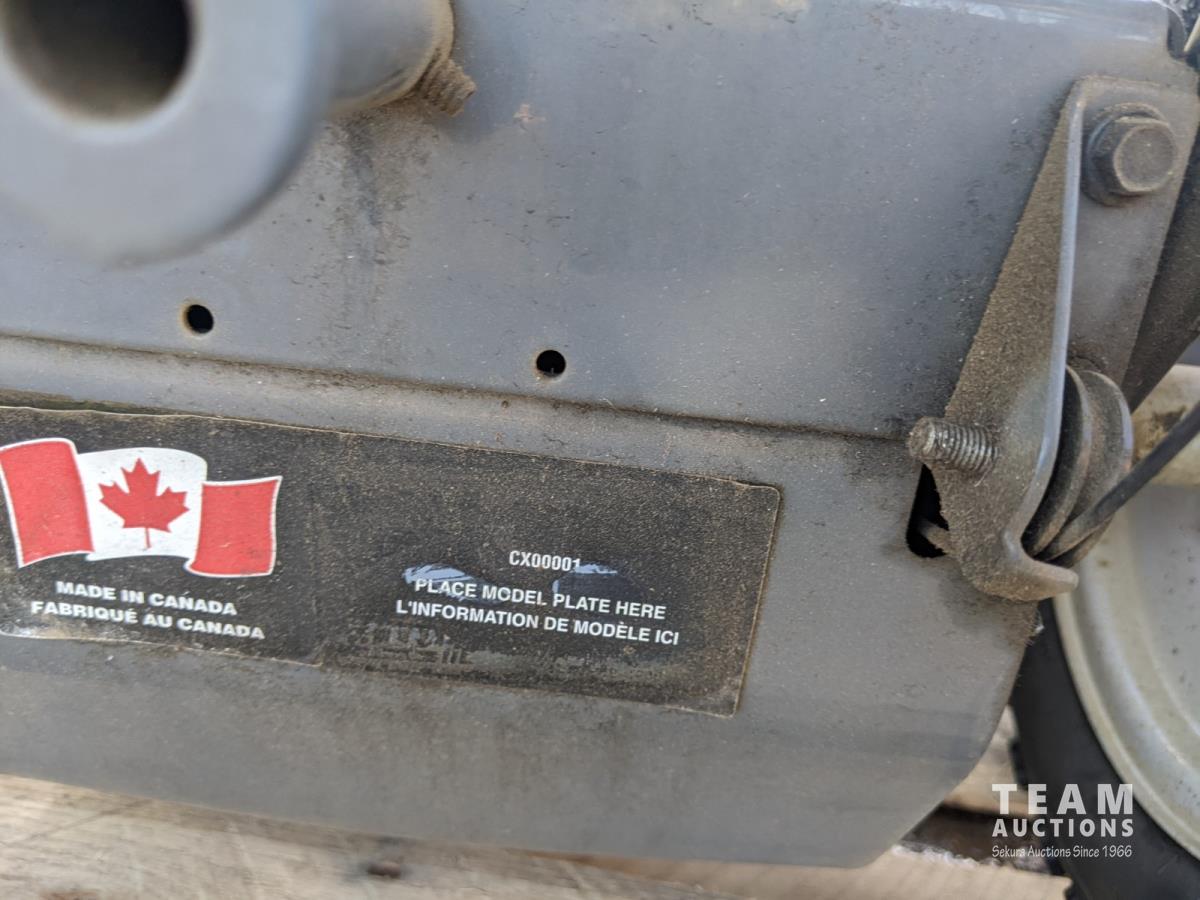 MADE IN CANADA
FABRIQUÉ AU CANADA
CX00001
PLACE MODEL PLATE HERE
L'INFORMATION DE MODÈLE ICI
TEAM
AUCTIONS
Sekura Auctions Since 1966